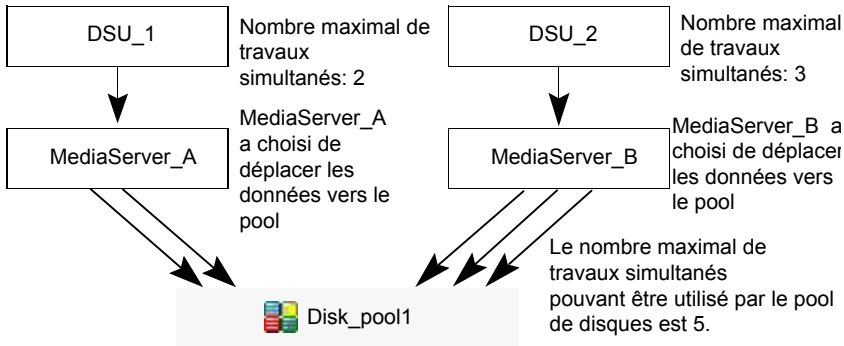 DSU_1
Nombre maximal de
travaux
simultanés: 2
DSU_2
Nombre maximal
de travaux
simultanés: 3
MediaServer_A
MediaServer_A
a choisi de
déplacer les
données vers le
pool
MediaServer_B
MediaServer_B a
choisi de déplacer
les données vers
le pool
Le nombre maximal de
travaux simultanés
pouvant être utilisé par le pool
de disques est 5.
Disk_pool1